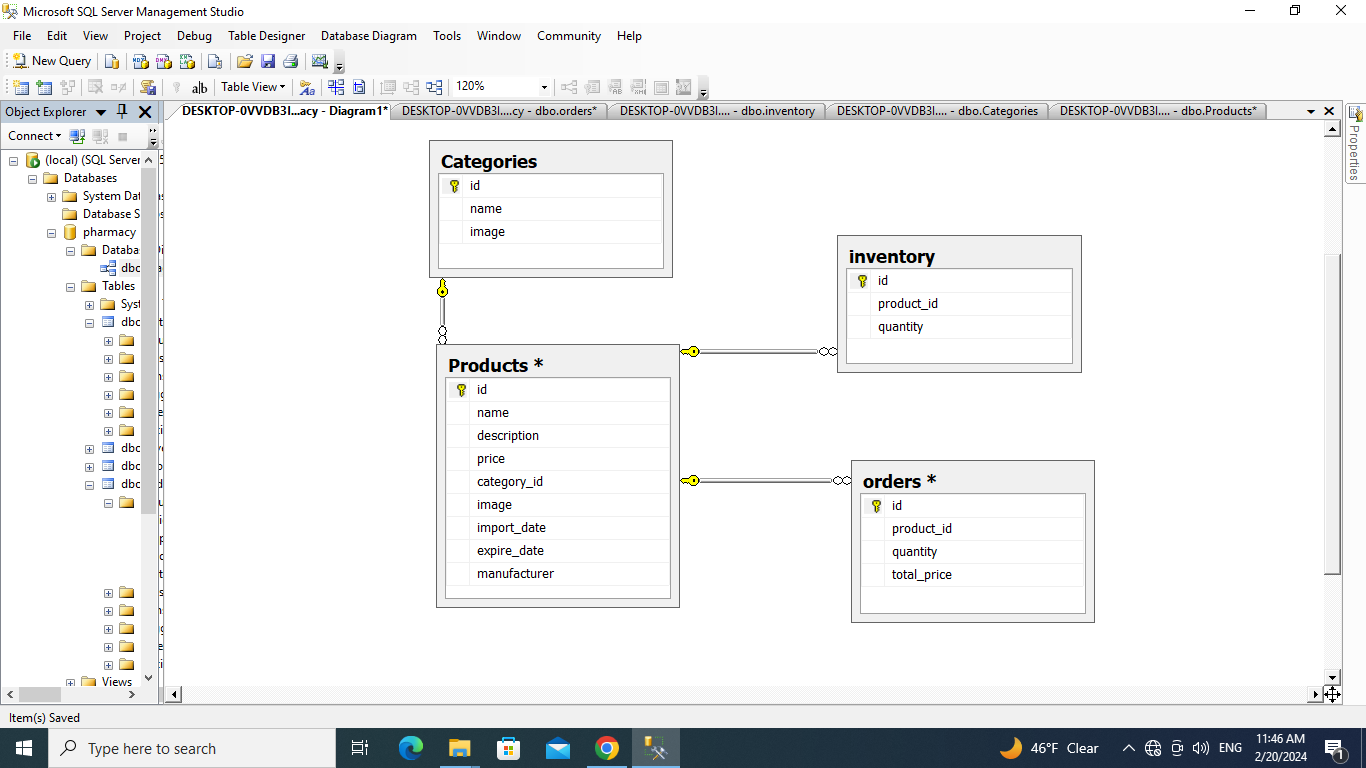 Microsoft SQL Server Management Studio
File Edit View Project Debug Table Designer Database Diagram Tools Window Community Help
New Query
ab Table View 120%
Object Explorer
DESKTOP-0VVDB3I...acy - Diagram1*
DESKTOP-0VVDB3I....cy - dbo.orders*
DESKTOP-0VVDB3I.... - dbo.inventory
DESKTOP-0VVDB3I.... - dbo.Categories
DESKTOP-0VVDB3I.... - dbo.Products*
Connect
(local) (SQL Server
Databases
System Dat
Database S
pharmacy
Databas
dbo
Tables
Syst
dbo
dbo
dbo
dbo
Views
Categories
id
name
image
Products *
id
name
description
price
category_id
image
import_date
expire_date
manufacturer
inventory
id
product_id
quantity
orders *
id
product_id
quantity
total_price
Properties
Item(s) Saved
Type here to search
46°F Clear
ENG
11:46 AM
2/20/2024
1